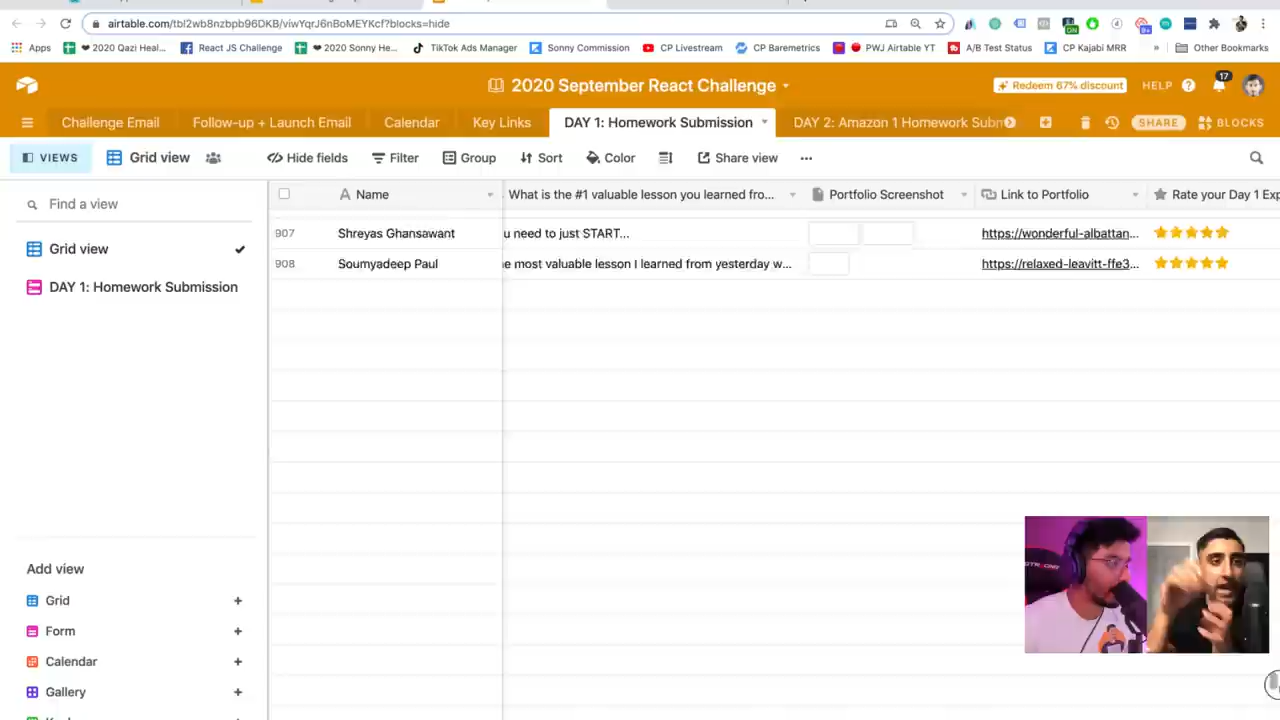 airtable.com/tbl2wb8nzbpb96DKB/viwYqrJ6nBoMEYKcf?blocks=hide
Apps
2020 Qazi Heal...
React JS Challenge
2020 Sonny He...
TikTok Ads Manager
Sonny Commission
CP Livestream
CP Baremetrics
PWJ Airtable YT
A/B Test Status
CP Kajabi MRR
»
Other Bookmarks
2020 September React Challenge
Redeem 67% discount
HELP
17
Challenge Email
Follow-up + Launch Email
Calendar
Key Links
DAY 1: Homework Submission
DAY 2: Amazon 1 Homework Subm
SHARE
BLOCKS
VIEWS
Grid view
Hide fields
Filter
Group
Sort
Color
Share view
Find a view
Name
What is the #1 valuable lesson you learned fro...
Portfolio Screenshot
Link to Portfolio
Rate your Day 1 Exp
907
Shreyas Ghansawant
u need to just START...
https://wonderful-albattan...
908
Soumyadeep Paul
e most valuable lesson I learned from yesterday w...
https://relaxed-leavitt-ffe3...
Grid view
DAY 1: Homework Submission
Add view
Grid
Form
Calendar
Gallery